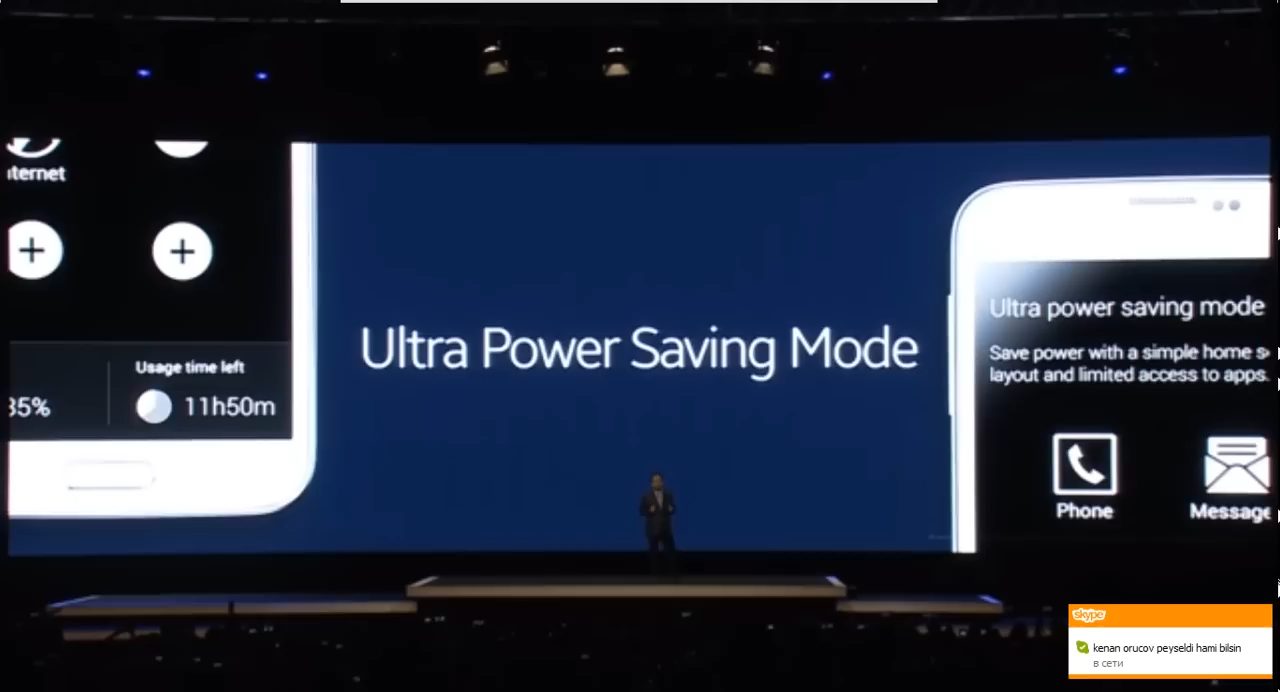 nternet
85%
Usage time left
11h50m
Ultra Power Saving Mode
Ultra power saving mode
Save power with a simple home s
layout and limited access to apps.
Phone
Message
skype
kenan orucov peyseldi hami bilsin
в сети